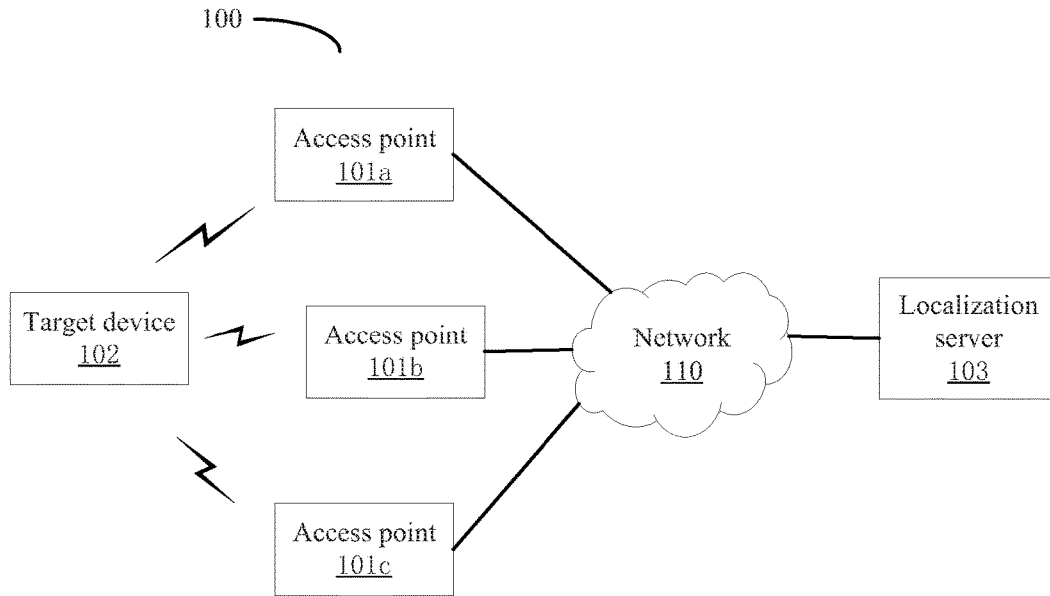 100
Access point
101a
Target device
102
Access point
101b
Network
110
Localization
server
103
Access point
101c